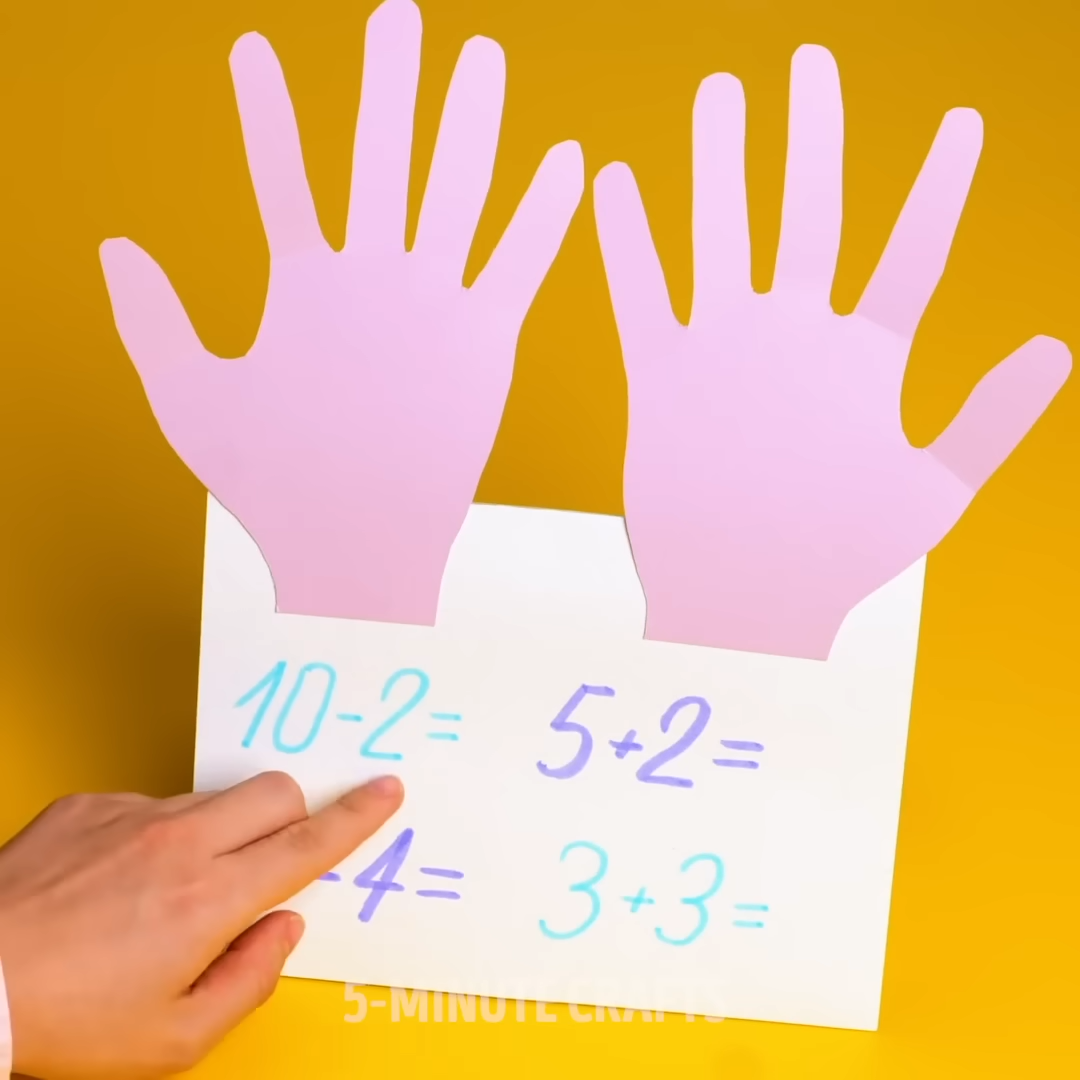 10-2= 5+2=
-4= 3+3=
5-MINUTE CRAFTS